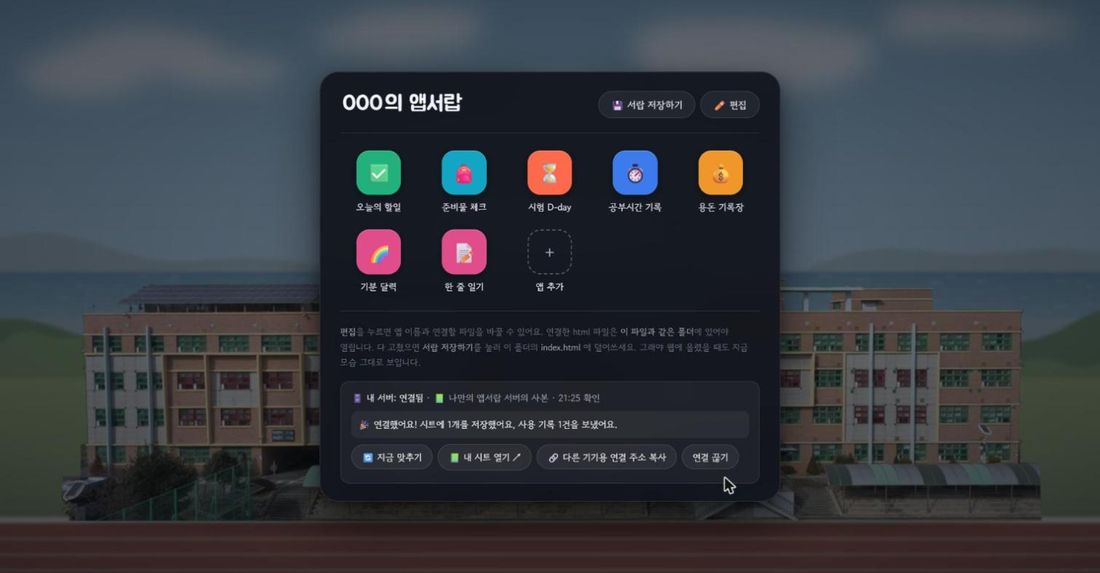 OOO의 앱서랍
💾 서랍 저장하기
✏️ 편집
오늘의 할일
준비물 체크
시험 D-day
공부시간 기록
용돈 기록장
기분 달력
한 줄 일기
+
앱 추가
편집을 누르면 앱 이름과 연결할 파일을 바꿀 수 있어요. 연결한 html 파일은 이 파일과 같은 폴더에 있어야
열립니다. 다 고쳤으면 서랍 저장하기를 눌러 이 폴더의 index.html 에 덮어쓰세요. 그래야 웹에 올렸을 때도 지금
모습 그대로 보입니다.
내 서버: 연결됨 · 📗 나만의 앱서랍 서버의 사본 · 21:25 확인
🎉 연결했어요! 시트에 1개를 저장했어요, 사용 기록 1건을 보냈어요.
🔄 지금 맞추기
📗 내 시트 열기 ↗
🔗 다른 기기용 연결 주소 복사
연결 끊기